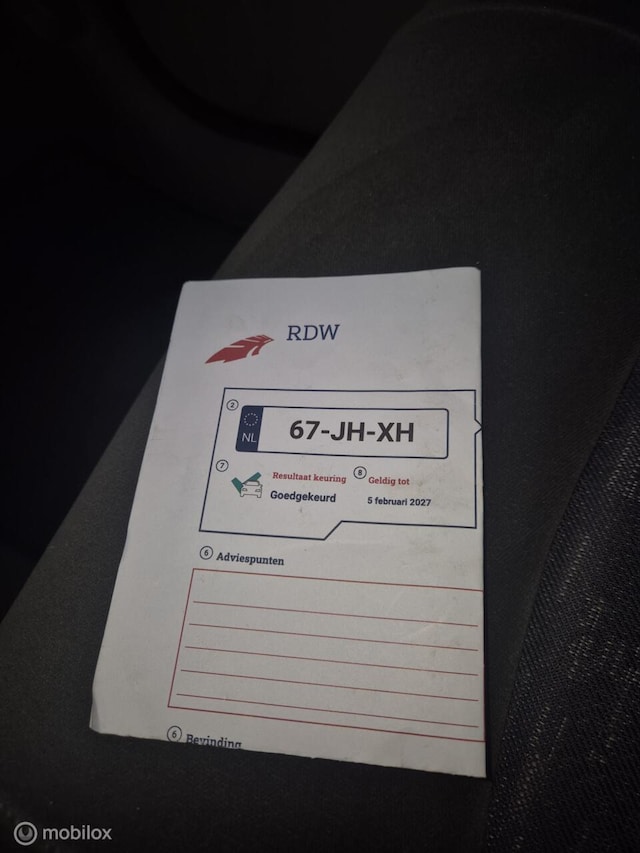 RDW
2
NL
67-JH-XH
7
Resultaat keuring
Goedgekeurd
8
Geldig tot
5 februari 2027
6 Adviespunten
6 Bevinding
mobilox